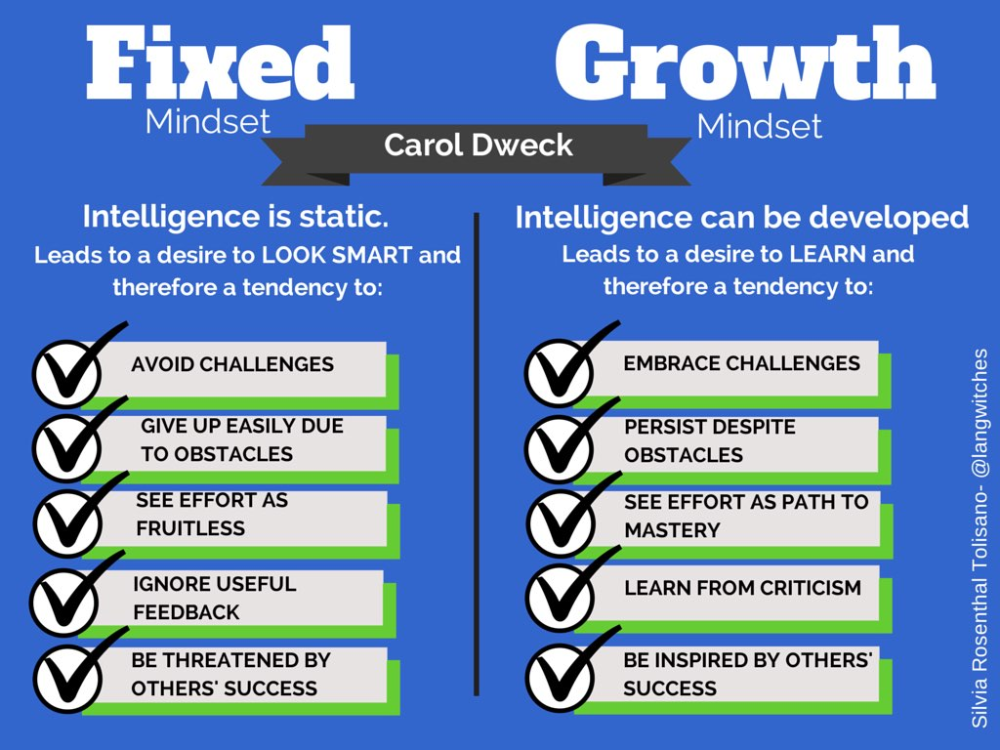 Fixed
Mindset
Growth
Mindset
Carol Dweck
Intelligence is static.
Leads to a desire to LOOK SMART and
therefore a tendency to:
AVOID CHALLENGES
GIVE UP EASILY DUE
TO OBSTACLES
SEE EFFORT AS
FRUITLESS
IGNORE USEFUL
FEEDBACK
BE THREATENED BY
OTHERS' SUCCESS
Intelligence can be developed
Leads to a desire to LEARN and
therefore a tendency to:
EMBRACE CHALLENGES
PERSIST DESPITE
OBSTACLES
SEE EFFORT AS PATH TO
MASTERY
LEARN FROM CRITICISM
BE INSPIRED BY OTHERS'
SUCCESS
Silvia Rosenthal Tolisano- @langwitches